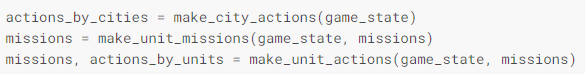 actions_by_cities = make_city_actions(game_state)
missions = make_unit_missions(game_state, missions)
missions, actions_by_units = make_unit_actions(game_state, missions)